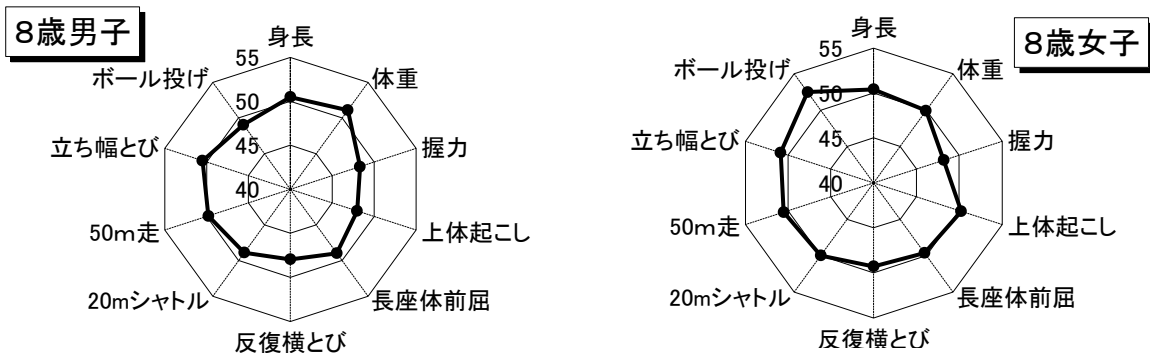 ８歳男子
身長
体重
握力
上体起こし
長座体前屈
反復横とび
20mシャトル
50ｍ走
立ち幅とび
ボール投げ
55
50
45
40
８歳女子
身長
体重
握力
上体起こし
長座体前屈
反復横とび
20mシャトル
50ｍ走
立ち幅とび
ボール投げ
55
50
45
40